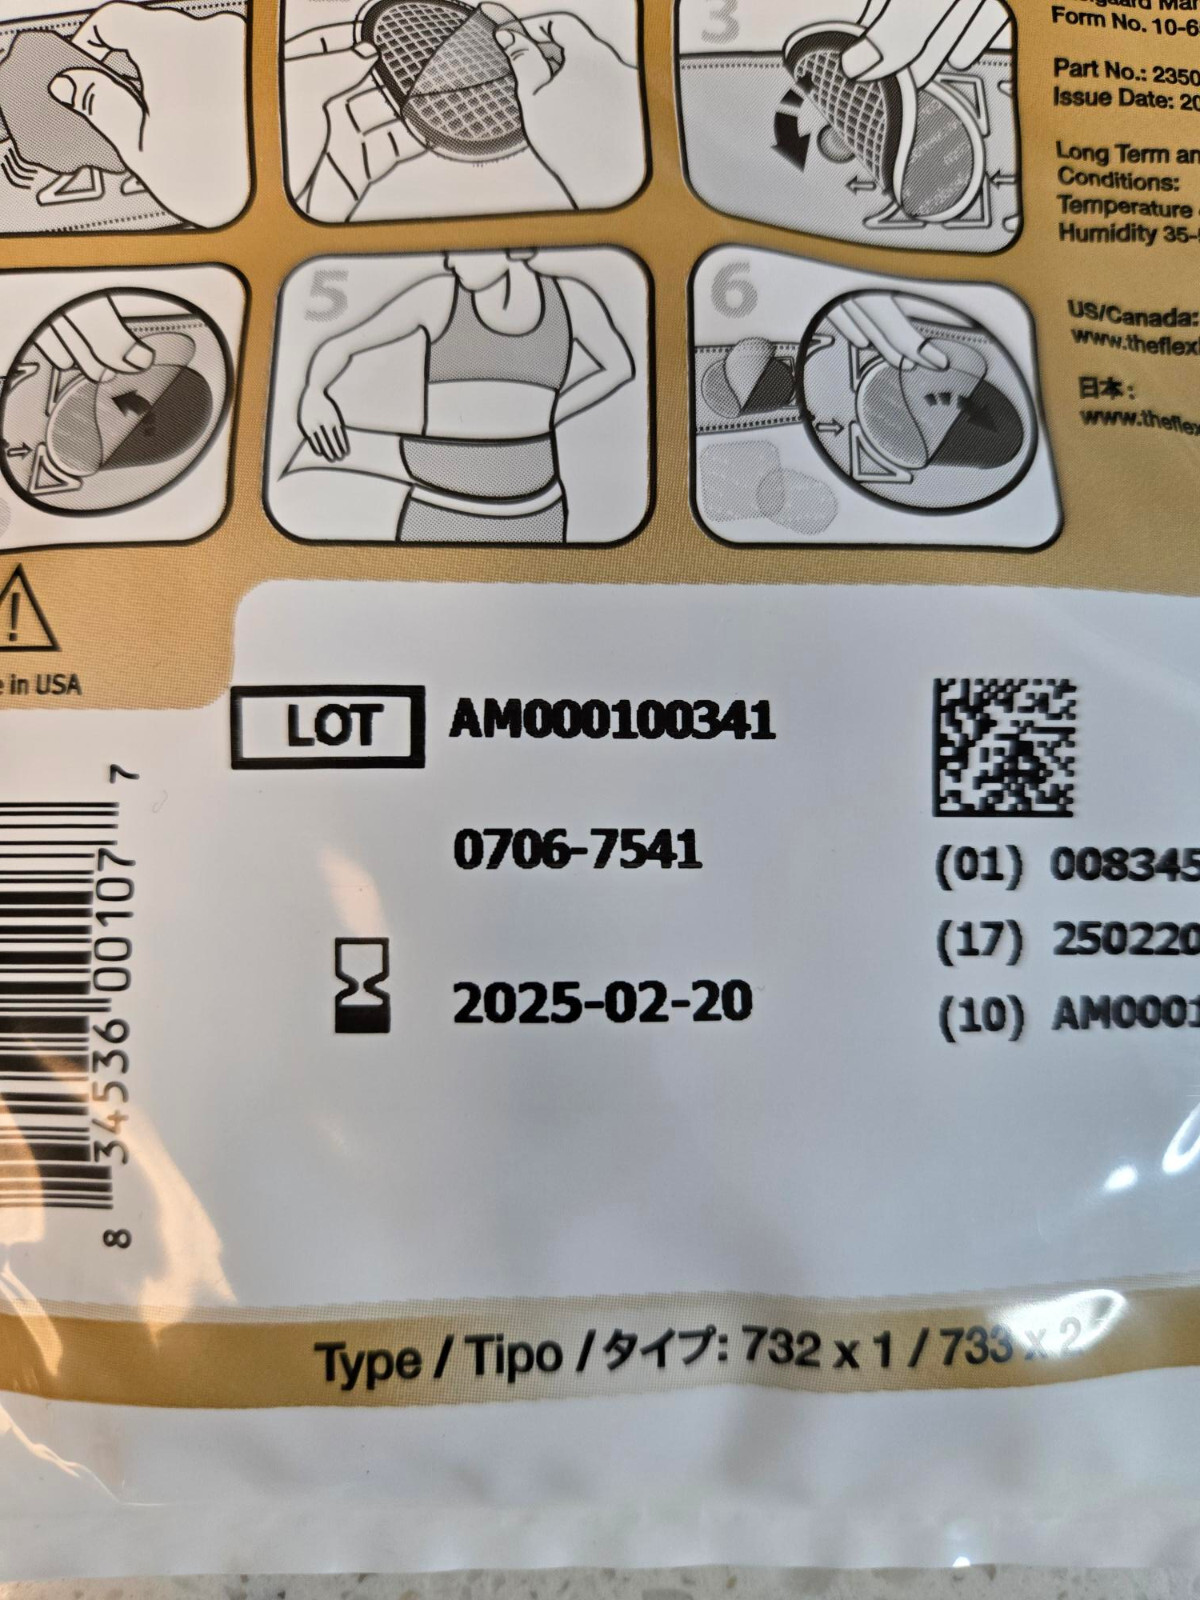 3
Form No. 10-6
Part No.: 2350
Issue Date: 20
Long Term an
Conditions:
Temperature
Humidity 35-
US/Canada:
www.theflex
日本:
www.theflex
5
6
e in USA
LOT AM000100341
0706-7541
2025-02-20
(01) 008345
(17) 250220
(10) AM0001
8 34536 00107 7
Type / Tipo / タイプ: 732 x 1 / 733 x 2